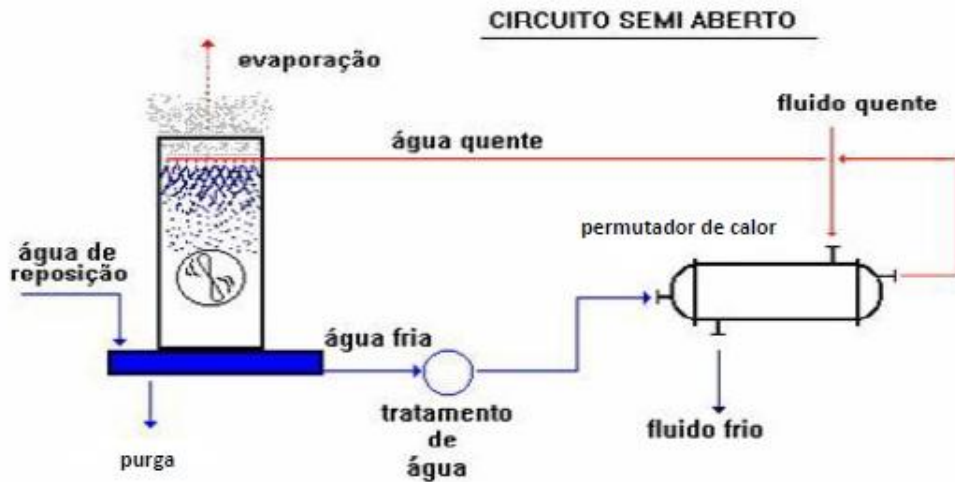 CIRCUITO SEMI ABERTO
evaporação
fluido quente
água quente
permutador de calor
água de
reposição
água fria
tratamento
de
água
fluido frio
purga